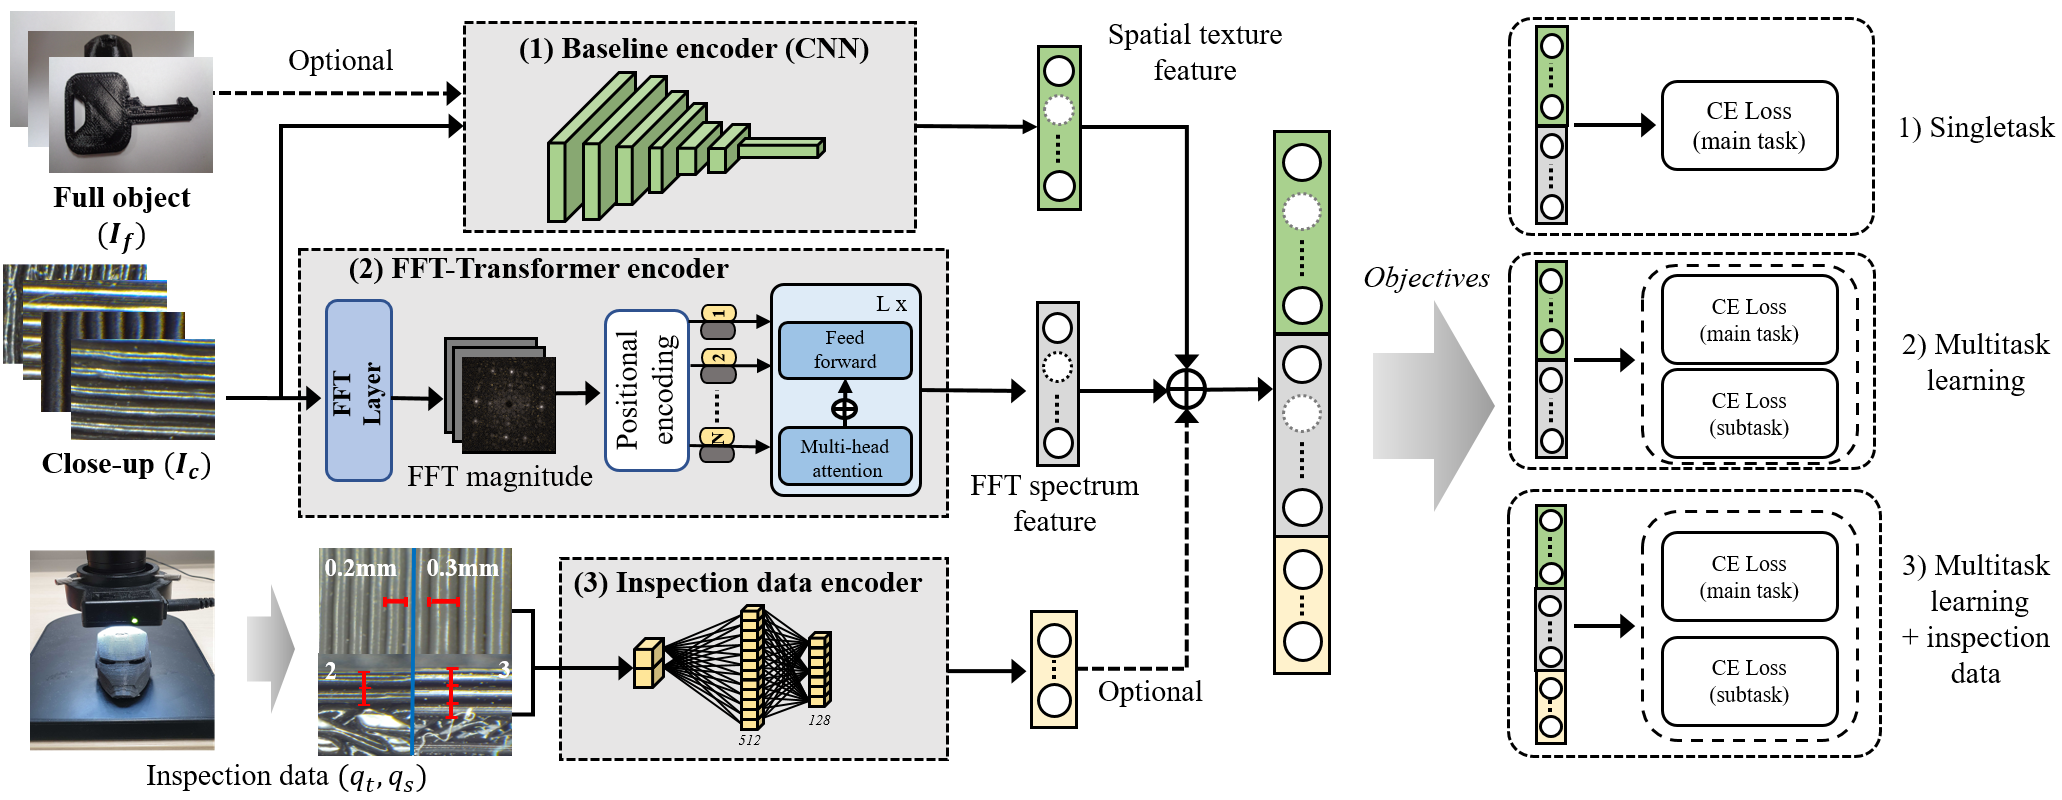 Optional
Full object
(I_f)
Close-up (I_c)
(1) Baseline encoder (CNN)
Spatial texture
feature
(2) FFT-Transformer encoder
FFT
Layer
FFT magnitude
Positional
encoding
1
2
N
L x
Feed
forward
Multi-head
attention
FFT spectrum
feature
0.2mm
0.3mm
2
3
Inspection data (q_t, q_s)
(3) Inspection data encoder
512
128
Optional
Objectives
CE Loss
(main task)
1) Singletask
CE Loss
(main task)
CE Loss
(subtask)
2) Multitask
learning
CE Loss
(main task)
CE Loss
(subtask)
3) Multitask
learning
+ inspection
data